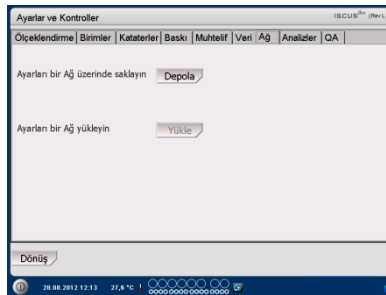 Ayarlar ve Kontroller
ISCUS
Ölçeklendirme Birimler Kataterler Baskı Muhtelif Veri Ağ Analizler QA
Ayarları bir Ağ üzerinde saklayın Depola
Ayarları bir Ağ yükleyin Yükle
Dönüş
28.08.2012 12:13 27,6 °C